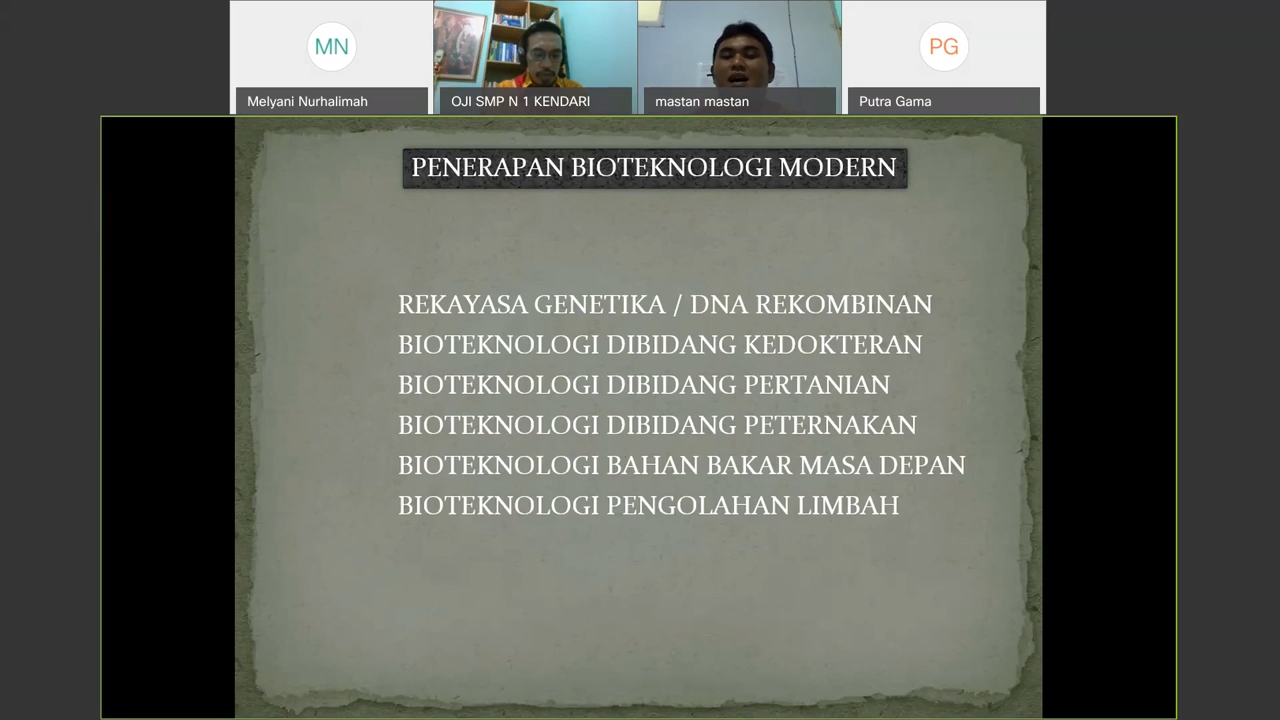 MN
PG
Melyani Nurhalimah
OJI SMP N 1 KENDARI
mastan mastan
Putra Gama
PENERAPAN BIOTEKNOLOGI MODERN
REKAYASA GENETIKA / DNA REKOMBINAN
BIOTEKNOLOGI DIBIDANG KEDOKTERAN
BIOTEKNOLOGI DIBIDANG PERTANIAN
BIOTEKNOLOGI DIBIDANG PETERNAKAN
BIOTEKNOLOGI BAHAN BAKAR MASA DEPAN
BIOTEKNOLOGI PENGOLAHAN LIMBAH